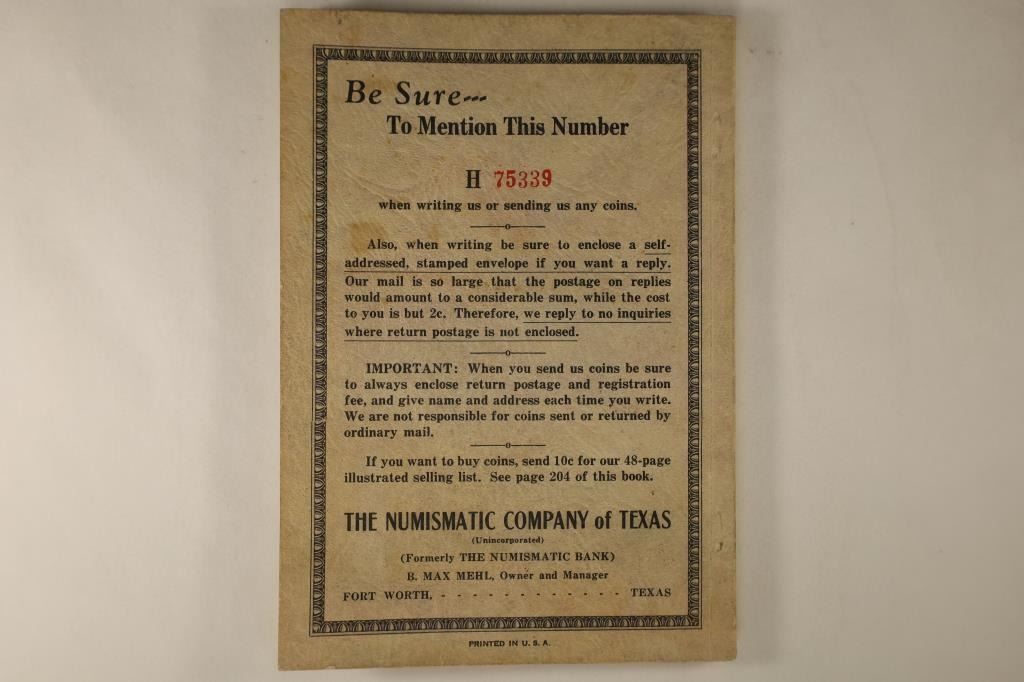 Be Sure---
To Mention This Number
H 75339
when writing us or sending us any coins.
Also, when writing be sure to enclose a self-
addressed, stamped envelope if you want a reply.
Our mail is so large that the postage on replies
would amount to a considerable sum, while the cost
to you is but 2c. Therefore, we reply to no inquiries
where return postage is not enclosed.
IMPORTANT: When you send us coins be sure
to always enclose return postage and registration
fee, and give name and address each time you write.
We are not responsible for coins sent or returned by
ordinary mail.
If you want to buy coins, send 10c for our 48-page
illustrated selling list. See page 204 of this book.
THE NUMISMATIC COMPANY of TEXAS
(Unincorporated)
(Formerly THE NUMISMATIC BANK)
B. MAX MEHL, Owner and Manager
FORT WORTH, - - - - - - - - - - - - TEXAS
PRINTED IN U. S. A.